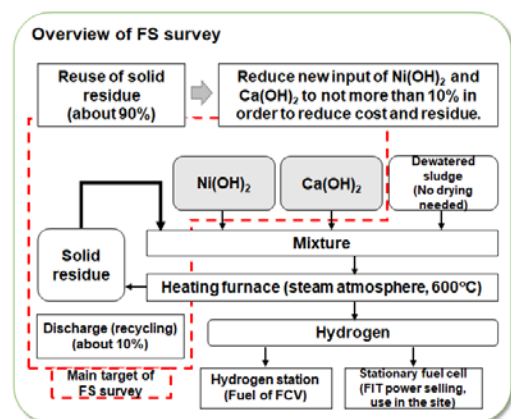 Overview of FS survey
Reuse of solid
residue
(about 90%)
Reduce new input of Ni(OH)₂ and
Ca(OH)₂ to not more than 10% in
order to reduce cost and residue.
Ni(OH)₂
Ca(OH)₂
Dewatered
sludge
(No drying
needed)
Mixture
Solid
residue
Heating furnace (steam atmosphere, 600°C)
Discharge (recycling)
(about 10%)
Hydrogen
Main target of
FS survey
Hydrogen station
(Fuel of FCV)
Stationary fuel cell
(FIT power selling,
use in the site)